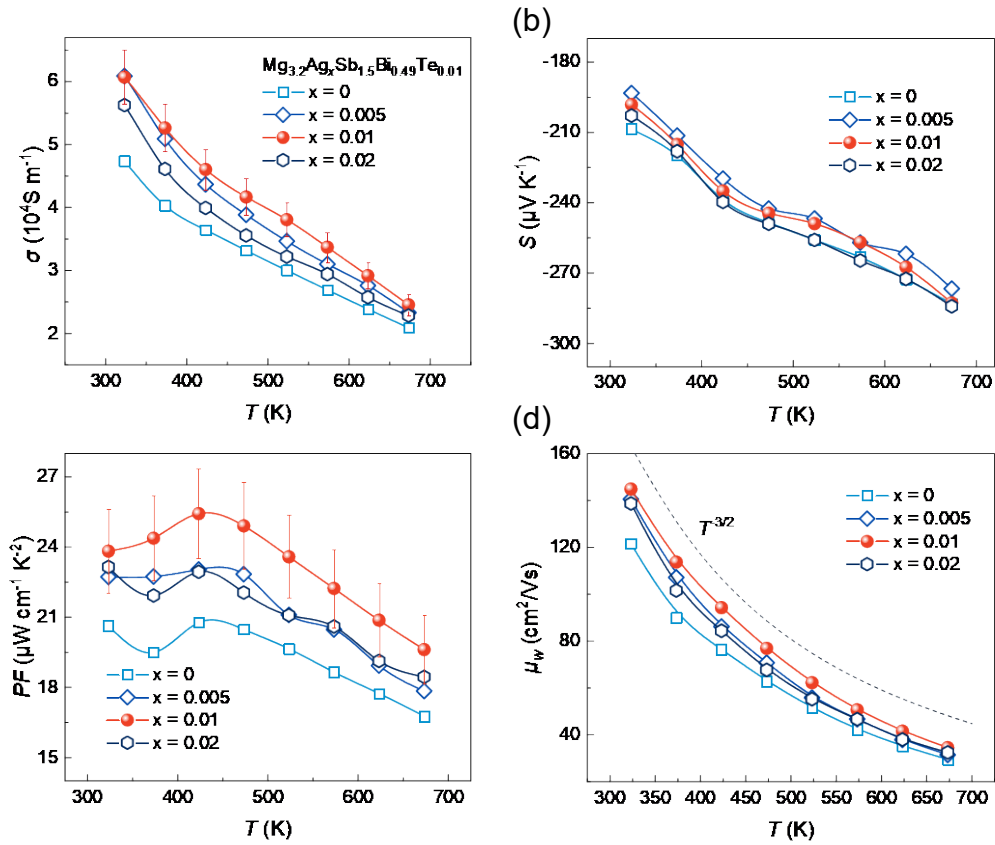 (b)
6
5
4
3
2
σ (10⁴S m⁻¹)
Mg₃.₂AgₓSb₁.₅Bi₀.₄₉Te₀.₀₁
x = 0
x = 0.005
x = 0.01
x = 0.02
300 400 500 600 700
T (K)
-180
-210
-240
-270
-300
S (µV K⁻¹)
x = 0
x = 0.005
x = 0.01
x = 0.02
300 400 500 600 700
T (K)
27
24
21
18
15
PF (µW cm⁻¹ K⁻²)
x = 0
x = 0.005
x = 0.01
x = 0.02
300 400 500 600 700
T (K)
(d)
160
120
80
40
µ_w (cm²/Vs)
T⁻³/²
x = 0
x = 0.005
x = 0.01
x = 0.02
300 350 400 450 500 550 600 650 700
T (K)